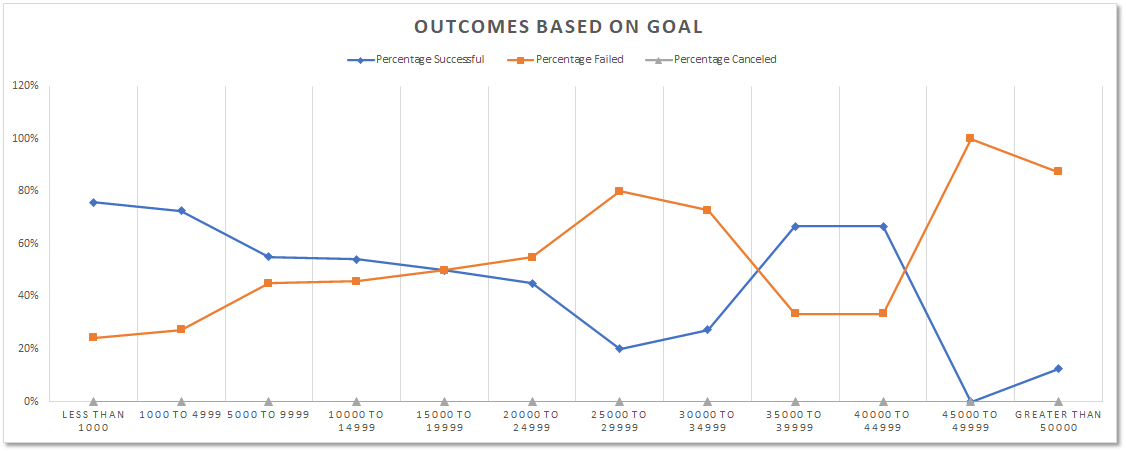 OUTCOMES BASED ON GOAL
Percentage Successful Percentage Failed Percentage Canceled
120%
100%
80%
60%
40%
20%
0%
LESS THAN 1000
1000 TO 4999
5000 TO 9999
10000 TO 14999
15000 TO 19999
20000 TO 24999
25000 TO 29999
30000 TO 34999
35000 TO 39999
40000 TO 44999
45000 TO 49999
GREATER THAN 50000